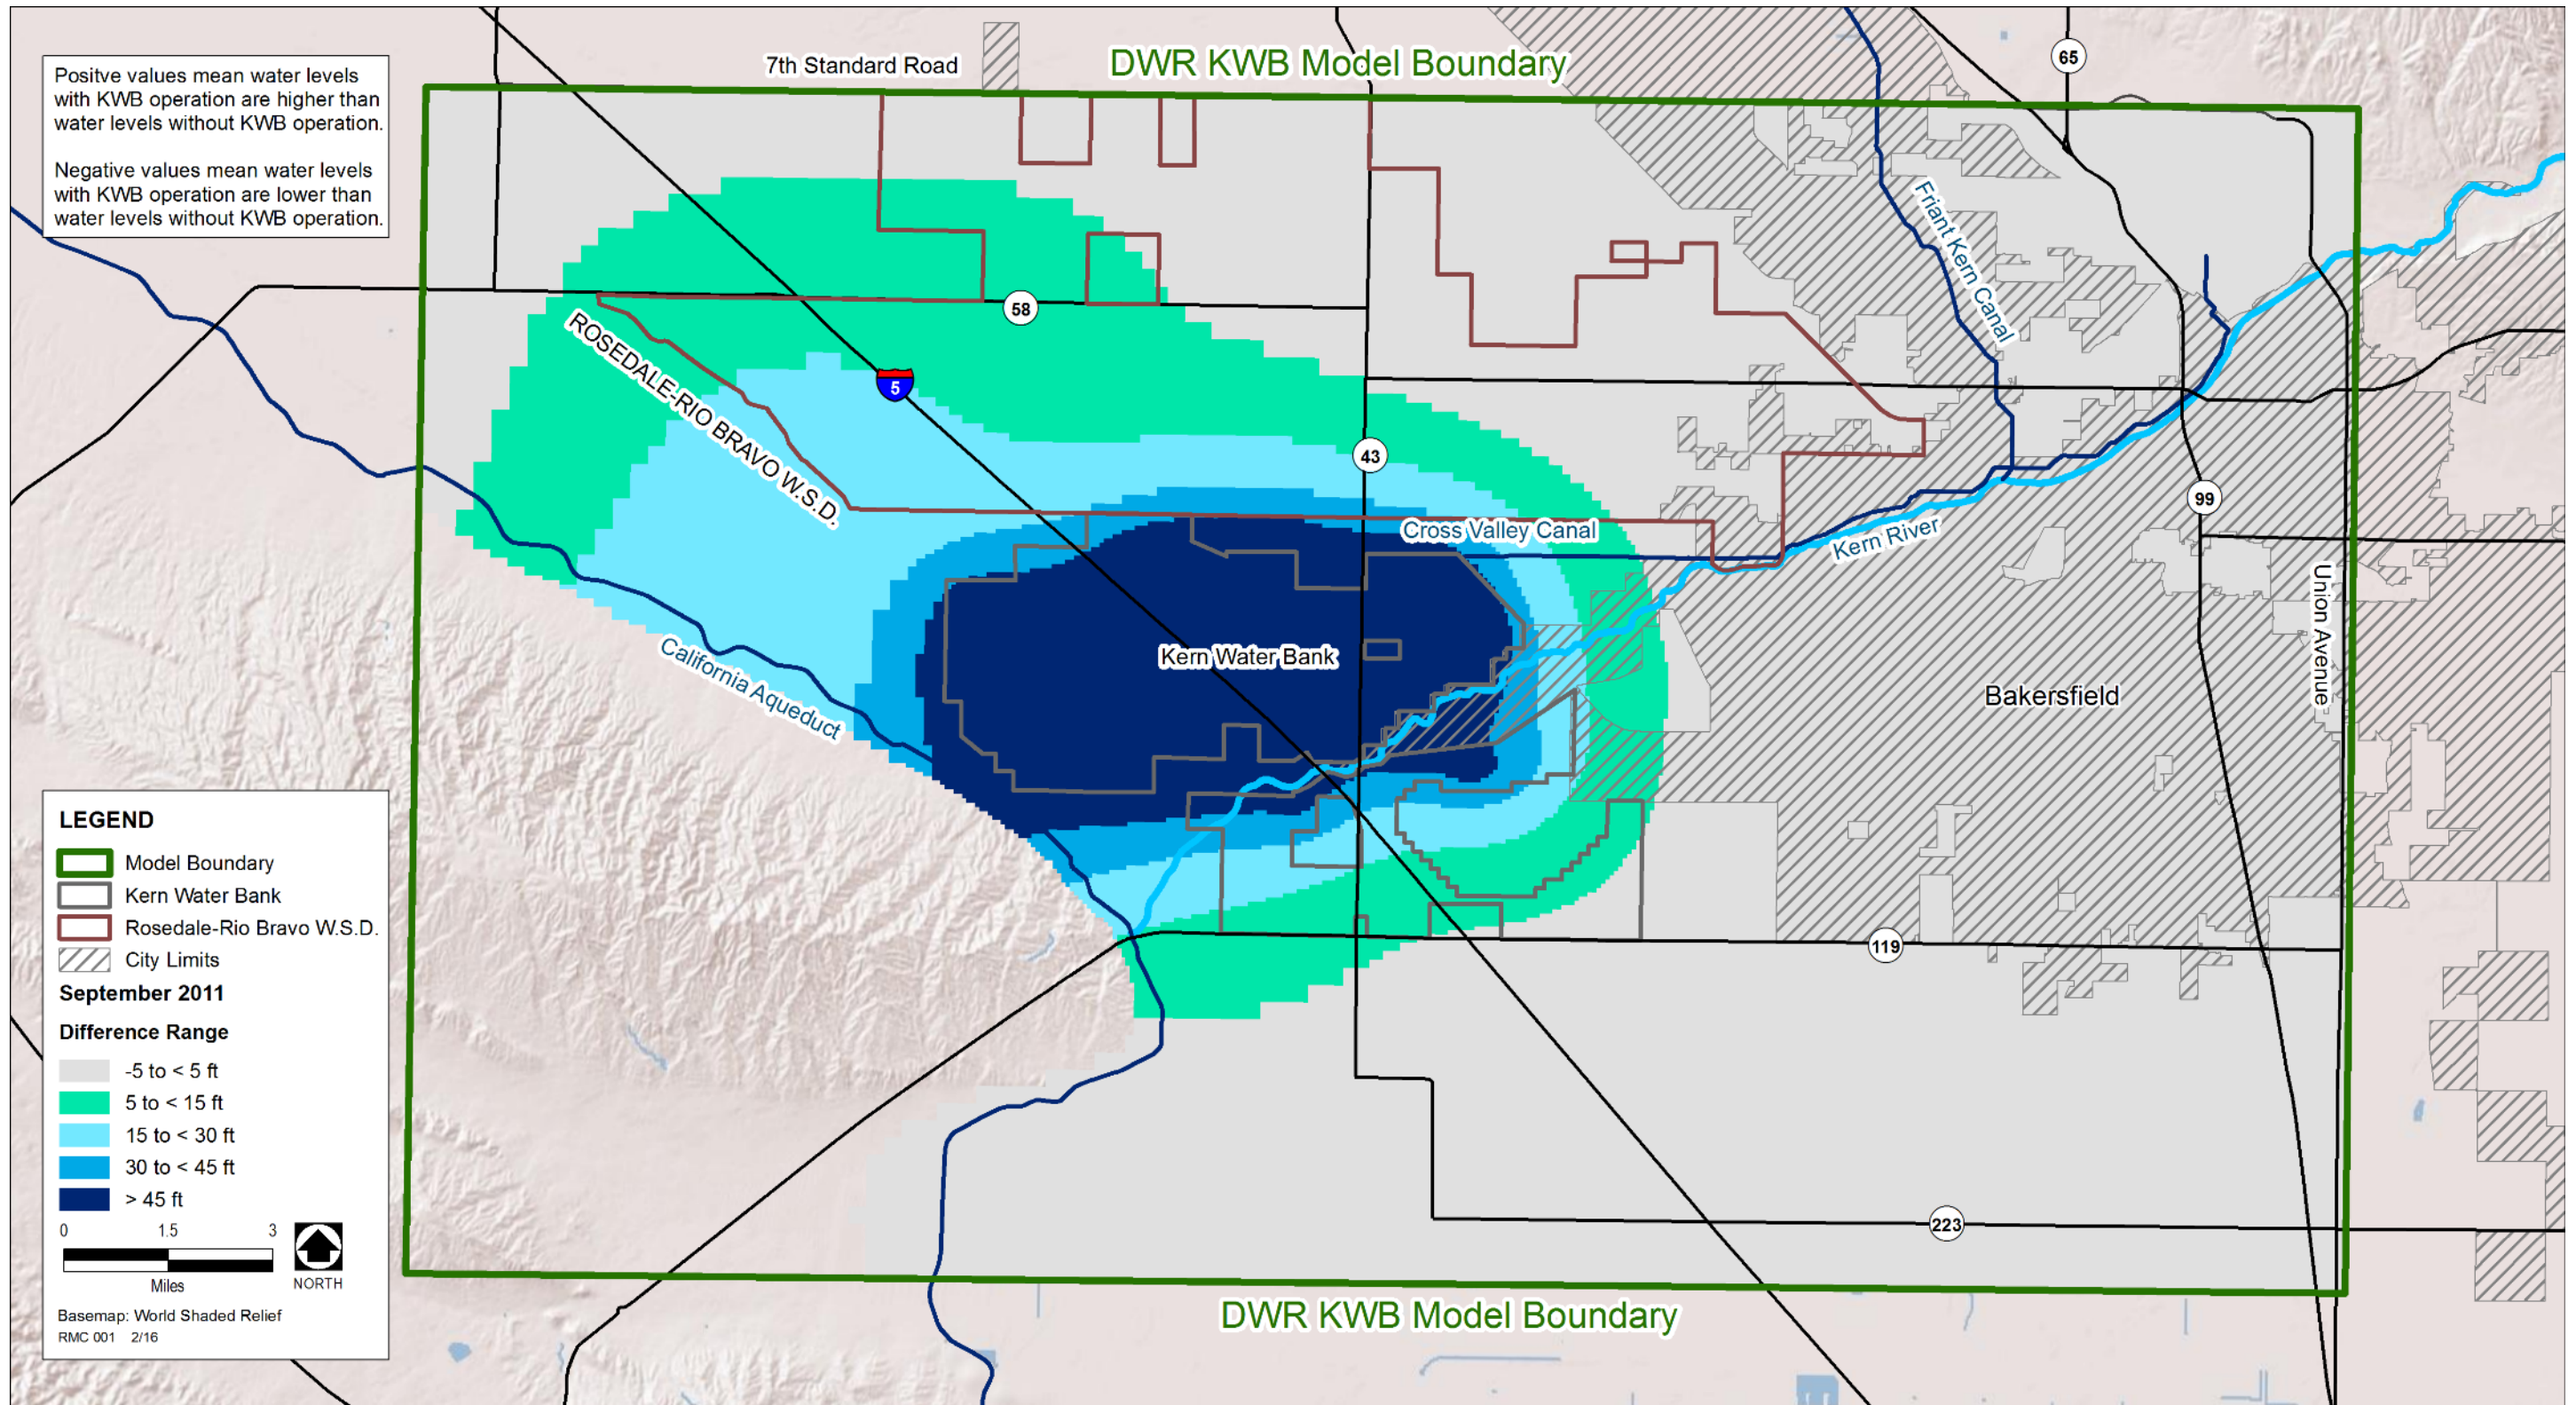 Positve values mean water levels
with KWB operation are higher than
water levels without KWB operation.
Negative values mean water levels
with KWB operation are lower than
water levels without KWB operation.
7th Standard Road
DWR KWB Model Boundary
65
Friant Kern Canal
58
ROSEDALE-RIO BRAVO W.S.D.
5
43
99
Cross Valley Canal
Kern River
Union Avenue
Kern Water Bank
California Aqueduct
Bakersfield
119
223
DWR KWB Model Boundary
LEGEND
Model Boundary
Kern Water Bank
Rosedale-Rio Bravo W.S.D.
City Limits
September 2011
Difference Range
-5 to < 5 ft
5 to < 15 ft
15 to < 30 ft
30 to < 45 ft
> 45 ft
0 1.5 3
Miles
NORTH
Basemap: World Shaded Relief
RMC 001 2/16